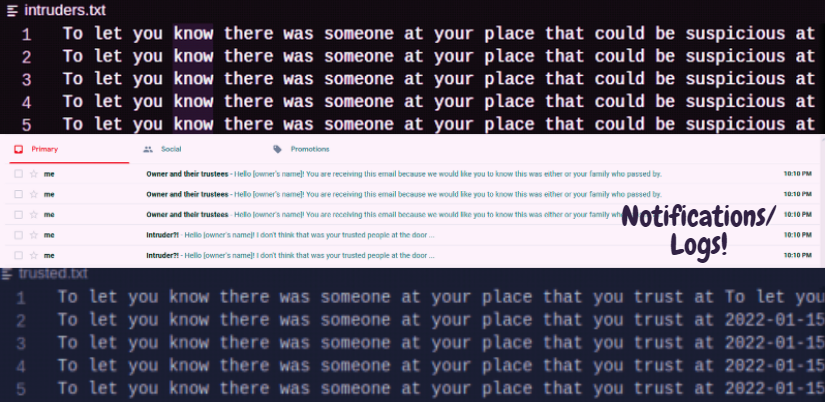 intruders.txt
1 To let you know there was someone at your place that could be suspicious at
2 To let you know there was someone at your place that could be suspicious at
3 To let you know there was someone at your place that could be suspicious at
4 To let you know there was someone at your place that could be suspicious at
5 To let you know there was someone at your place that could be suspicious at
Primary Social Promotions
me Owner and their trustees - Hello [owner's name]! You are receiving this email because we would like you to know this was either or your family who passed by. 10:10 PM
me Owner and their trustees - Hello [owner's name]! You are receiving this email because we would like you to know this was either or your family who passed by. 10:10 PM
me Owner and their trustees - Hello [owner's name]! You are receiving this email because we would like you to know this was either or your family who passed by. 10:10 PM
me Intruder?! - Hello [owner's name]! I don't think that was your trusted people at the door ... 10:10 PM
me Intruder?! - Hello [owner's name]! I don't think that was your trusted people at the door ... 10:10 PM
Notifications/
Logs!
trusted.txt
1 To let you know there was someone at your place that you trust at To let you
2 To let you know there was someone at your place that you trust at 2022-01-15
3 To let you know there was someone at your place that you trust at 2022-01-15
4 To let you know there was someone at your place that you trust at 2022-01-15
5 To let you know there was someone at your place that you trust at 2022-01-15